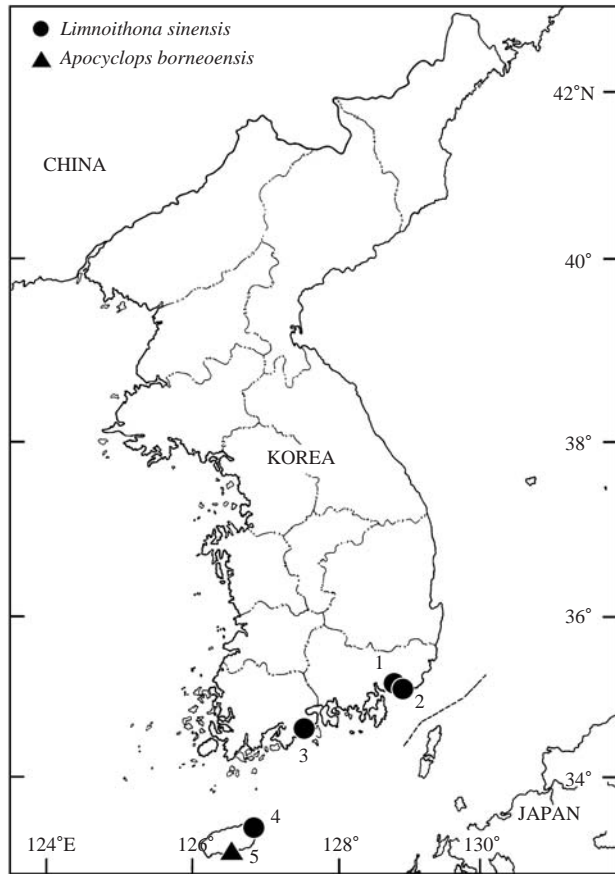 Limnoithona sinensis
Apocyclops borneoensis
42°N
CHINA
40°
38°
KOREA
36°
1
2
3
34°
4
JAPAN
124°E
126°
5
128°
130°